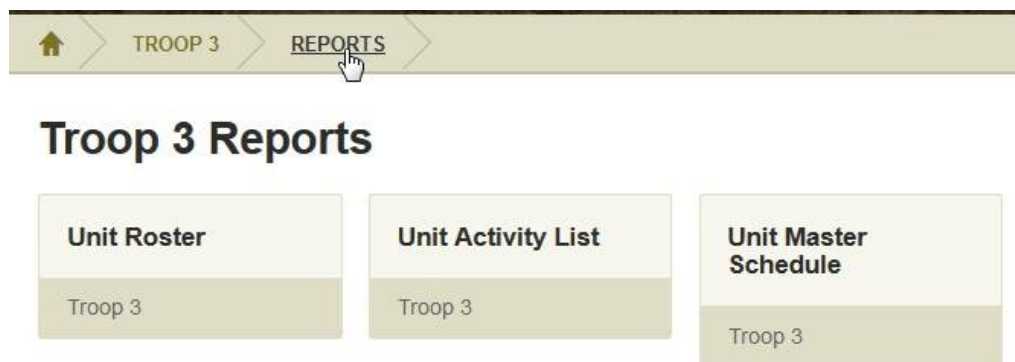 TROOP 3 REPORTS
Troop 3 Reports
Unit Roster
Troop 3
Unit Activity List
Troop 3
Unit Master
Schedule
Troop 3